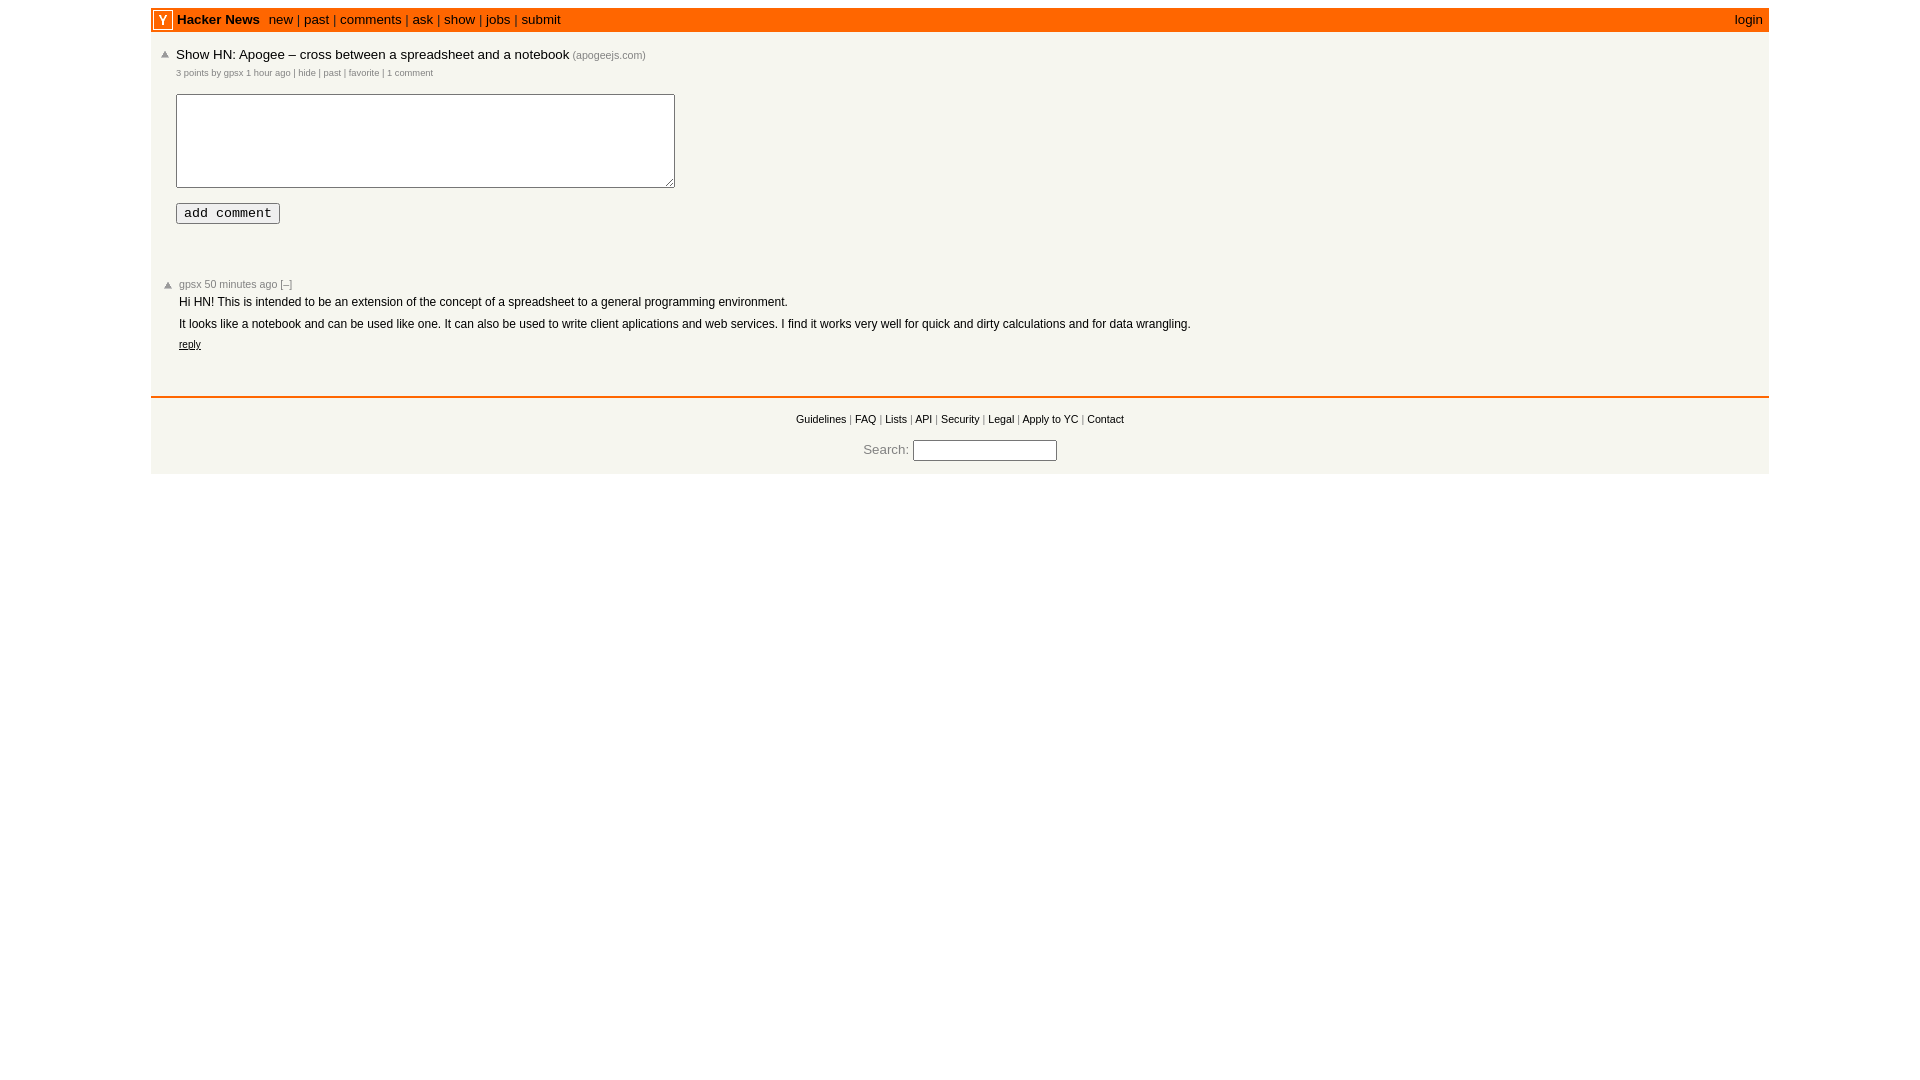 Y Hacker News new | past | comments | ask | show | jobs | submit login
Show HN: Apogee – cross between a spreadsheet and a notebook (apogeejs.com)
3 points by gpsx 1 hour ago | hide | past | favorite | 1 comment
add comment
gpsx 50 minutes ago [–]
Hi HN! This is intended to be an extension of the concept of a spreadsheet to a general programming environment.
It looks like a notebook and can be used like one. It can also be used to write client aplications and web services. I find it works very well for quick and dirty calculations and for data wrangling.
reply
Guidelines | FAQ | Lists | API | Security | Legal | Apply to YC | Contact
Search: